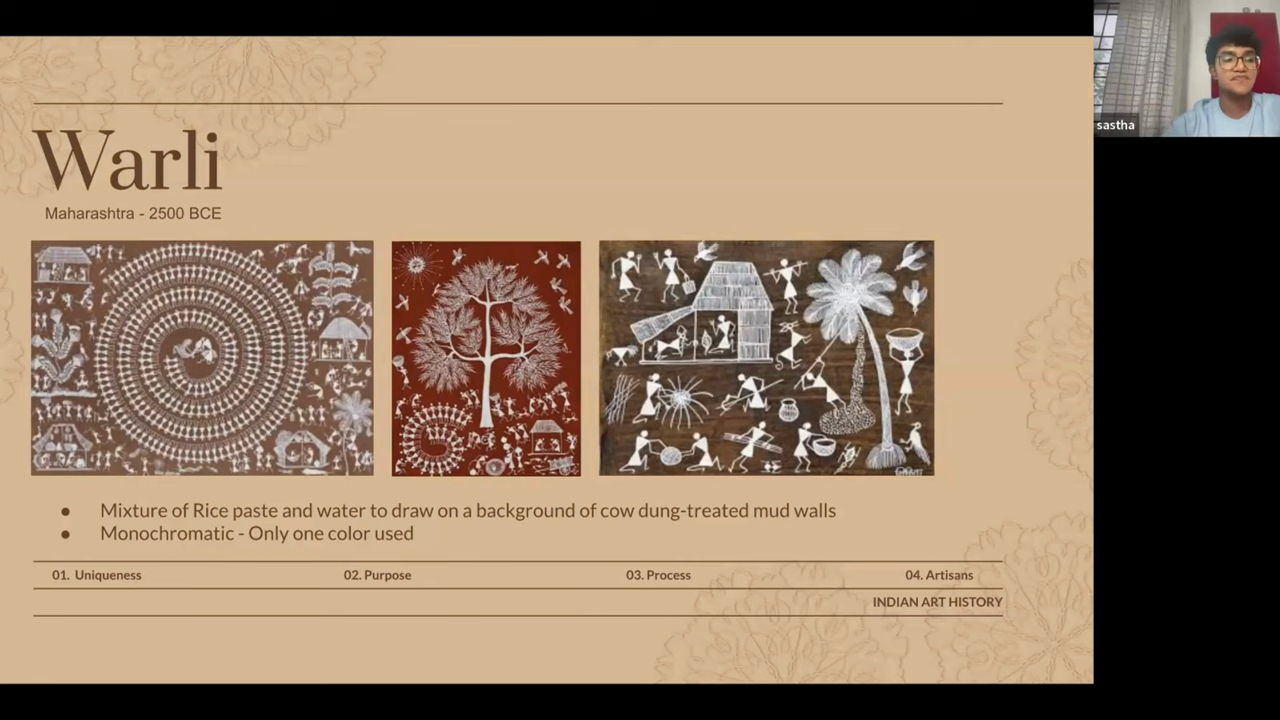 sastha
Warli
Maharashtra - 2500 BCE
● Mixture of Rice paste and water to draw on a background of cow dung-treated mud walls
● Monochromatic - Only one color used
01. Uniqueness 02. Purpose 03. Process 04. Artisans
INDIAN ART HISTORY